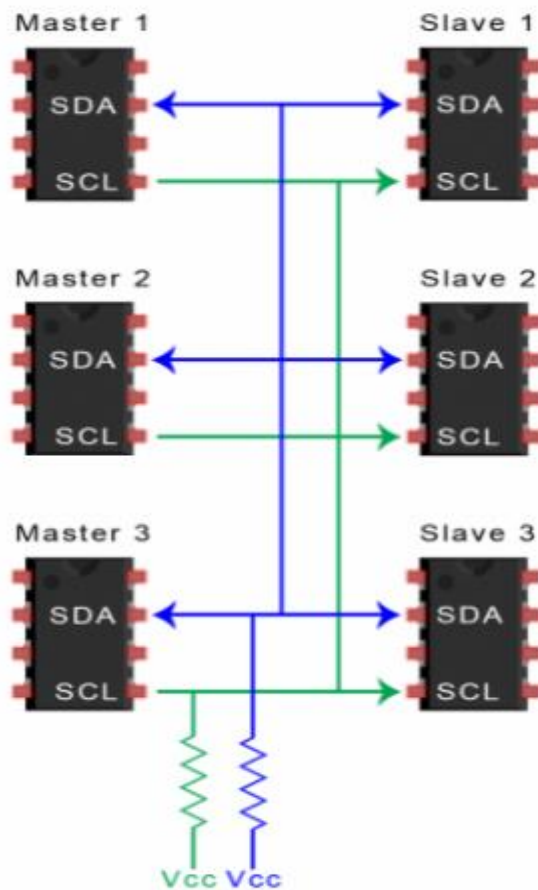 Master 1 Slave 1
SDA SDA
SCL SCL
Master 2 Slave 2
SDA SDA
SCL SCL
Master 3 Slave 3
SDA SDA
SCL SCL
Vcc Vcc